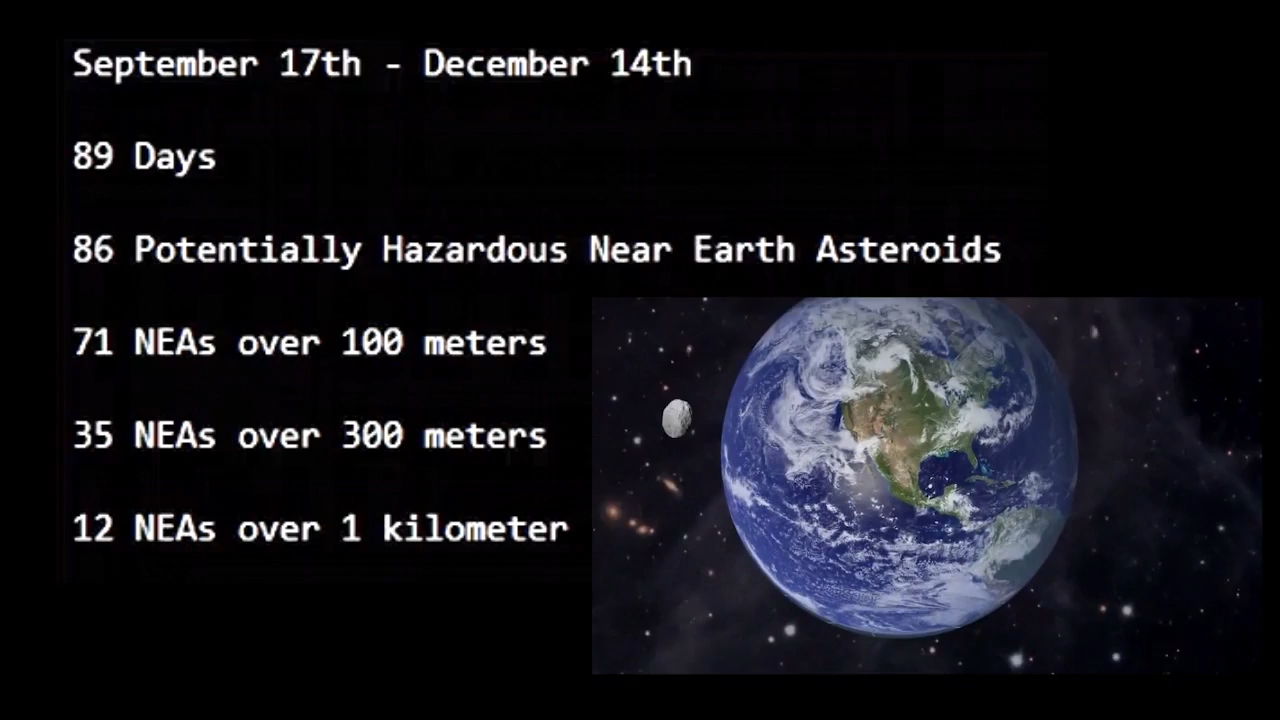 September 17th - December 14th
89 Days
86 Potentially Hazardous Near Earth Asteroids
71 NEAs over 100 meters
35 NEAs over 300 meters
12 NEAs over 1 kilometer